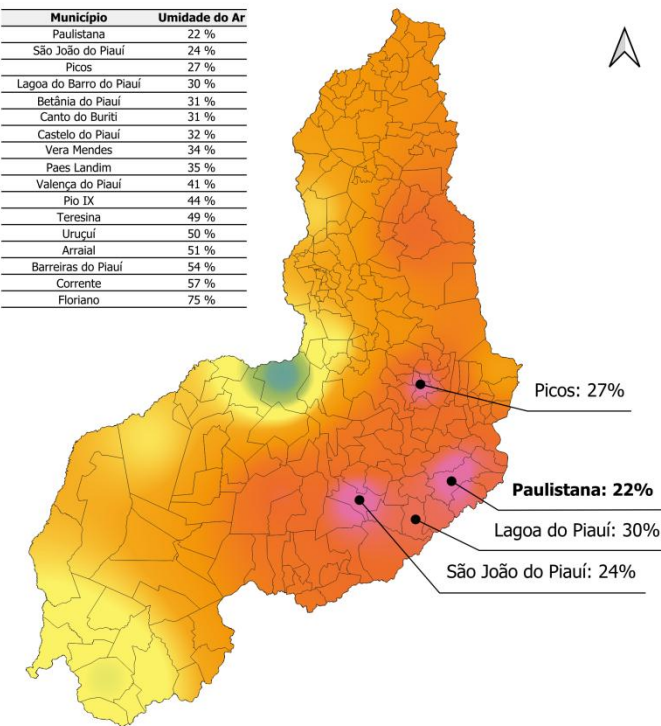 Município Umidade do Ar
Paulistana 22 %
São João do Piauí 24 %
Picos 27 %
Lagoa do Barro do Piauí 30 %
Betânia do Piauí 31 %
Canto do Buriti 31 %
Castelo do Piauí 32 %
Vera Mendes 34 %
Paes Landim 35 %
Valença do Piauí 41 %
Pio IX 44 %
Teresina 49 %
Uruçuí 50 %
Arraial 51 %
Barreiras do Piauí 54 %
Corrente 57 %
Floriano 75 %
Picos: 27%
Paulistana: 22%
Lagoa do Piauí: 30%
São João do Piauí: 24%